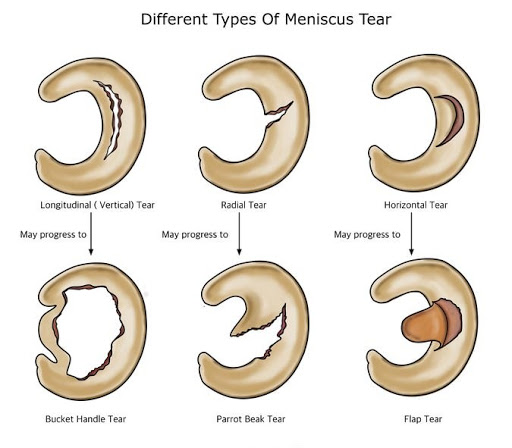 Different Types Of Meniscus Tear
Longitudinal ( Vertical) Tear
Radial Tear
Horizontal Tear
May progress to
May progress to
May progress to
Bucket Handle Tear
Parrot Beak Tear
Flap Tear